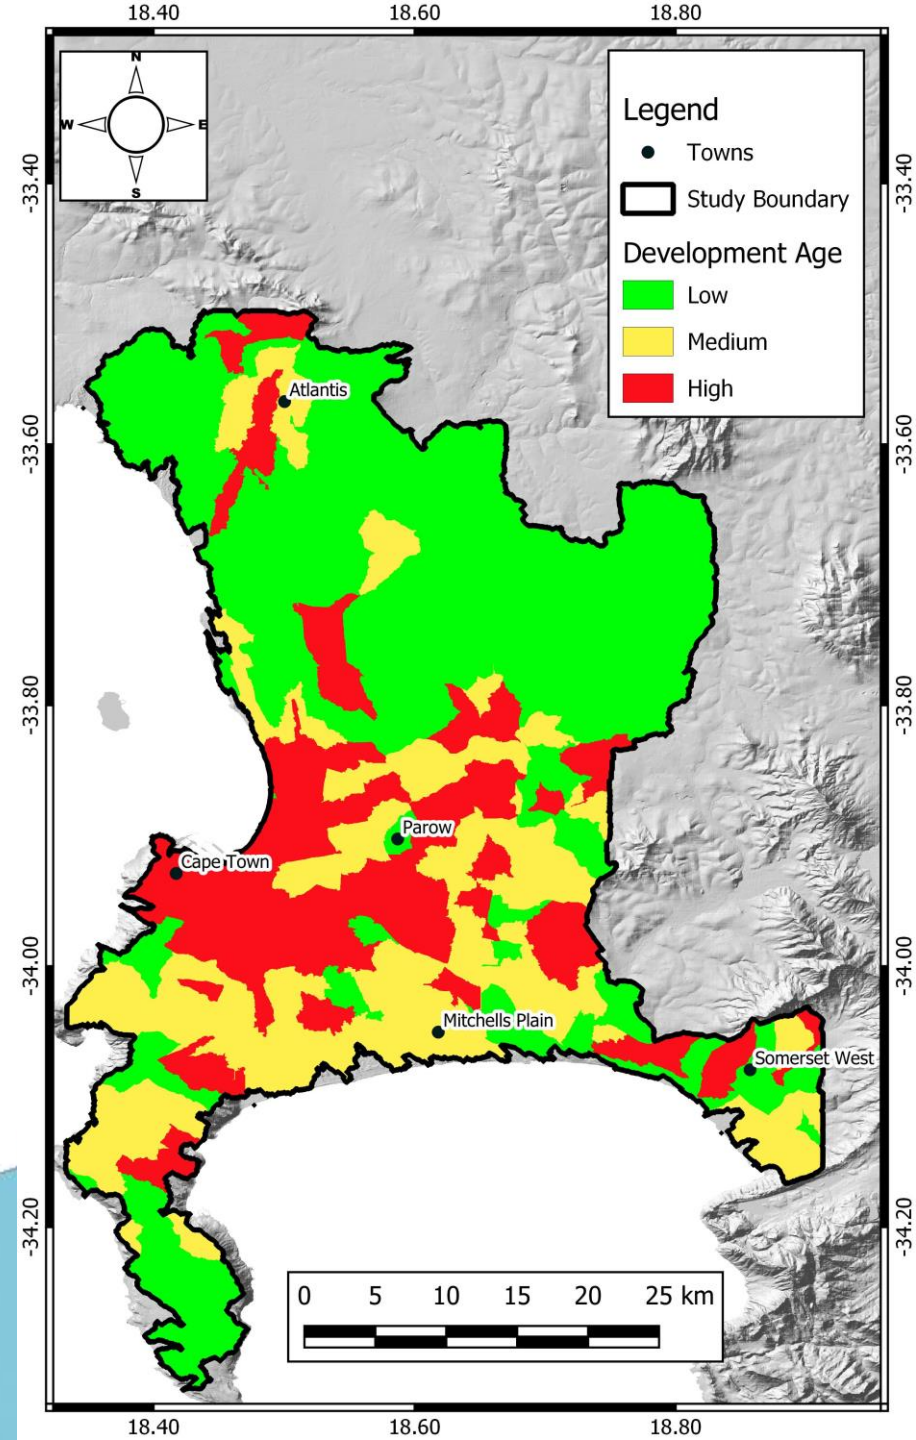 18.40 18.60 18.80
N
W E
S
Legend
Towns
Study Boundary
Development Age
Low
Medium
High
-33.40 -33.40
Atlantis
-33.60 -33.60
-33.80 -33.80
Parow
Cape Town
-34.00 -34.00
Mitchells Plain
Somerset West
-34.20 -34.20
0 5 10 15 20 25 km
18.40 18.60 18.80